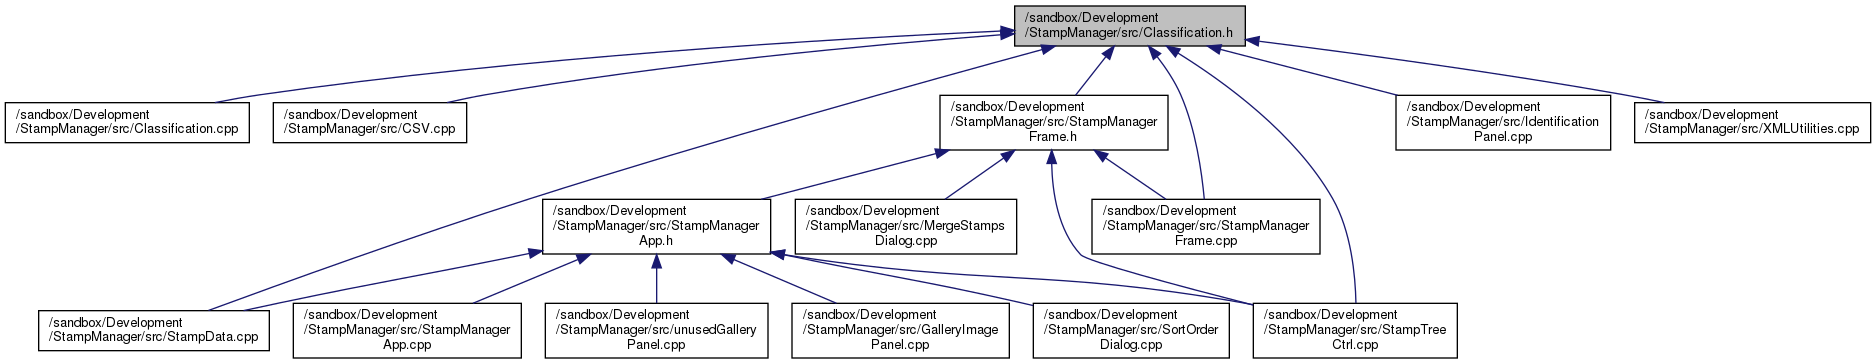 /sandbox/Development
/StampManager/src/Classification.h
/sandbox/Development
/StampManager/src/Classification.cpp
/sandbox/Development
/StampManager/src/CSV.cpp
/sandbox/Development
/StampManager/src/StampManager
Frame.h
/sandbox/Development
/StampManager/src/Identification
Panel.cpp
/sandbox/Development
/StampManager/src/XMLUtilities.cpp
/sandbox/Development
/StampManager/src/StampManager
App.h
/sandbox/Development
/StampManager/src/MergeStamps
Dialog.cpp
/sandbox/Development
/StampManager/src/StampManager
Frame.cpp
/sandbox/Development
/StampManager/src/StampData.cpp
/sandbox/Development
/StampManager/src/StampManager
App.cpp
/sandbox/Development
/StampManager/src/unusedGallery
Panel.cpp
/sandbox/Development
/StampManager/src/GalleryImage
Panel.cpp
/sandbox/Development
/StampManager/src/SortOrder
Dialog.cpp
/sandbox/Development
/StampManager/src/StampTree
Ctrl.cpp